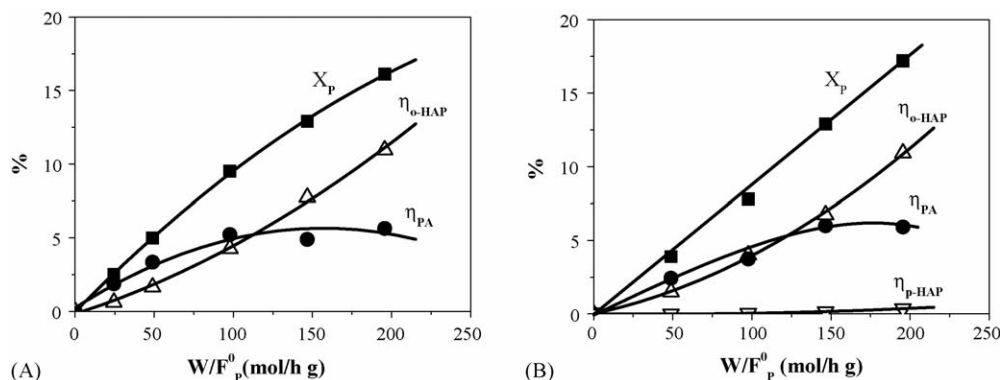 20
15
10
5
0
%
X_P
η_o-HAP
η_PA
0 50 100 150 200 250
W/F⁰_P (mol/h g)
(A)
20
15
10
5
0
%
X_P
η_o-HAP
η_PA
η_p-HAP
0 50 100 150 200 250
W/F⁰_P (mol/h g)
(B)